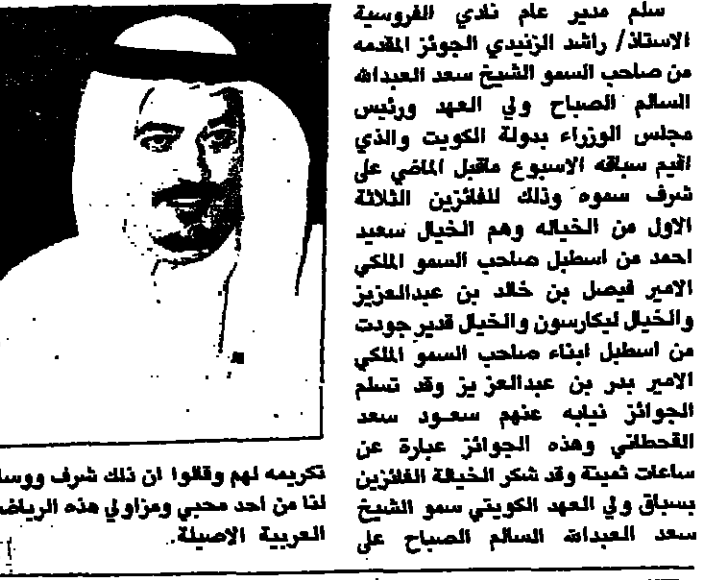 سلم مدير عام نادي الفروسية
الاستاذ/ راشد الزنيدي الجوئز المقدمه
من صاحب السمو الشيخ سعد العبدالله
السالم الصباح ولي العهد ورئيس
مجلس الوزراء بدولة الكويت والذي
اقيم سباقه الاسبوع ماقبل الماضي على
شرف سموه وذلك للفائزين الثلاثة
الاول من الخياله وهم الخيال سعيد
احمد من اسطبل صاحب السمو الملكي
الامير فيصل بن خالد بن عبدالعزيز
والخيال ليكارسون والخيال قدير جودت
من اسطبل ابناء صاحب السمو الملكي
الامير بدر بن عبدالعز يز وقد تسلم
الجوائز نيابه عنهم سعود سعد
القحطاني وهذه الجوائز عبارة عن
ساعات ثمينة وقد شكر الخيالة الفائزين
بسباق ولي العهد الكويتي سمو الشيخ
سعد العبدالله السالم الصباح على
تكريمه لهم وقالوا ان ذلك شرف ووسا
لنا من احد محبي ومزاولي هذه الرياض
العربية الاصيلة.